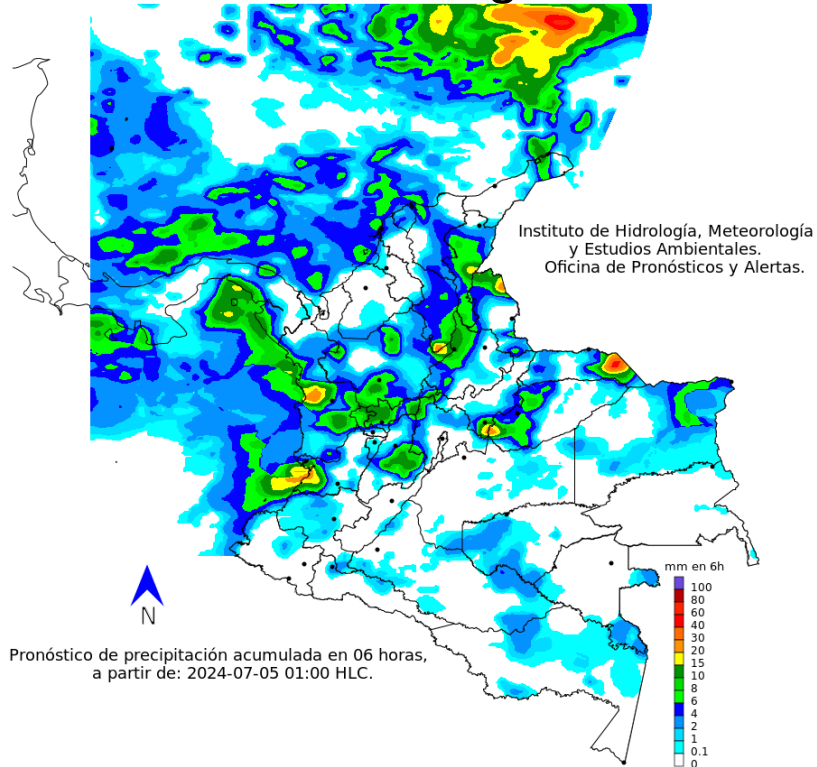 Instituto de Hidrología, Meteorología
y Estudios Ambientales.
Oficina de Pronósticos y Alertas.
mm en 6h
100
80
60
40
30
20
15
10
8
6
4
2
1
0.1
0
N
Pronóstico de precipitación acumulada en 06 horas,
a partir de: 2024-07-05 01:00 HLC.